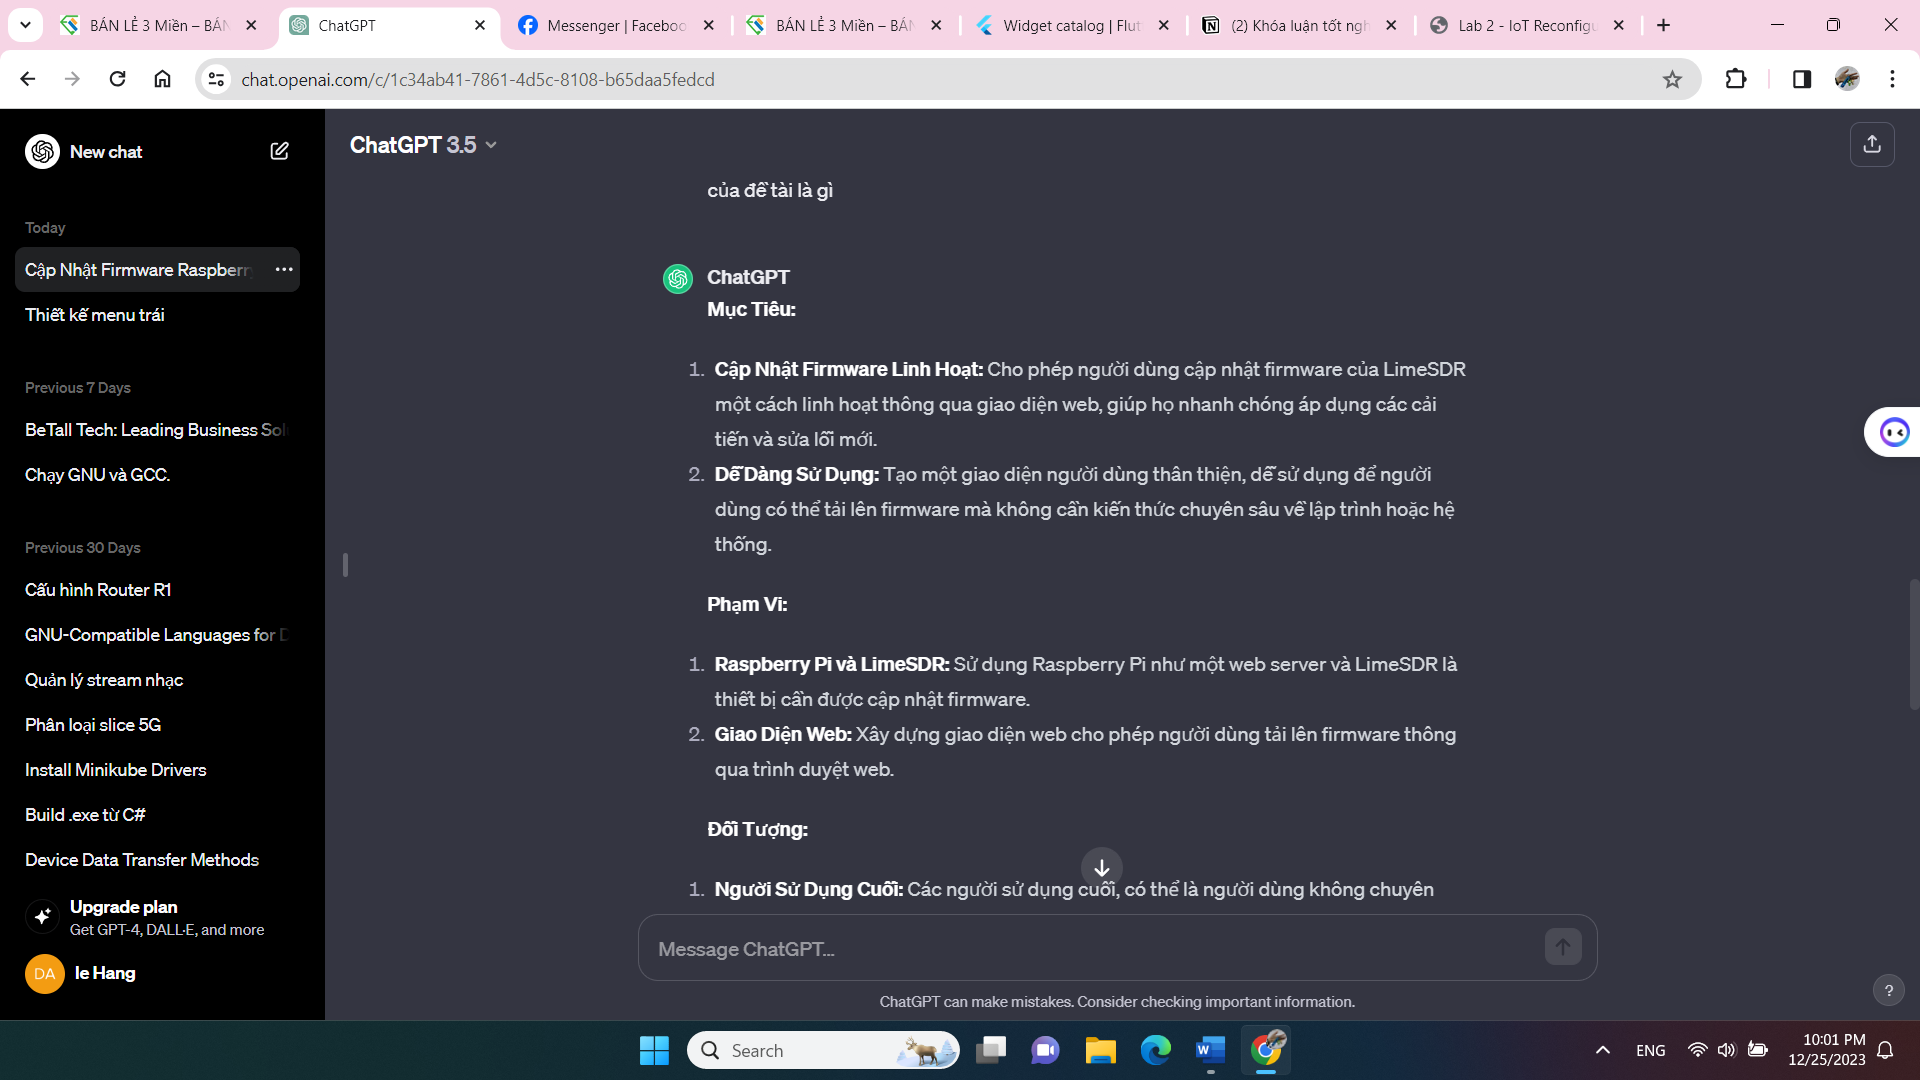 BÁN LẺ 3 Miền – BÁN
ChatGPT
Messenger | Faceboo
BÁN LẺ 3 Miền – BÁN
Widget catalog | Flut
(2) Khóa luận tốt ngh
Lab 2 - IoT Reconfigu
chat.openai.com/c/1c34ab41-7861-4d5c-8108-b65daa5fedcd
New chat
Today
Cập Nhật Firmware Raspberry
Thiết kế menu trái
Previous 7 Days
BeTall Tech: Leading Business Sol
Chạy GNU và GCC.
Previous 30 Days
Cấu hình Router R1
GNU-Compatible Languages for D
Quản lý stream nhạc
Phân loại slice 5G
Install Minikube Drivers
Build .exe từ C#
Device Data Transfer Methods
Upgrade plan
Get GPT-4, DALL·E, and more
DA
le Hang
ChatGPT 3.5
của đề tài là gì
ChatGPT
Mục Tiêu:
1. Cập Nhật Firmware Linh Hoạt: Cho phép người dùng cập nhật firmware của LimeSDR
một cách linh hoạt thông qua giao diện web, giúp họ nhanh chóng áp dụng các cải
tiến và sửa lỗi mới.
2. Dễ Dàng Sử Dụng: Tạo một giao diện người dùng thân thiện, dễ sử dụng để người
dùng có thể tải lên firmware mà không cần kiến thức chuyên sâu về lập trình hoặc hệ
thống.
Phạm Vi:
1. Raspberry Pi và LimeSDR: Sử dụng Raspberry Pi như một web server và LimeSDR là
thiết bị cần được cập nhật firmware.
2. Giao Diện Web: Xây dựng giao diện web cho phép người dùng tải lên firmware thông
qua trình duyệt web.
Đối Tượng:
1. Người Sử Dụng Cuối: Các người sử dụng cuối, có thể là người dùng không chuyên
Message ChatGPT...
ChatGPT can make mistakes. Consider checking important information.
?
Search
ENG
10:01 PM
12/25/2023